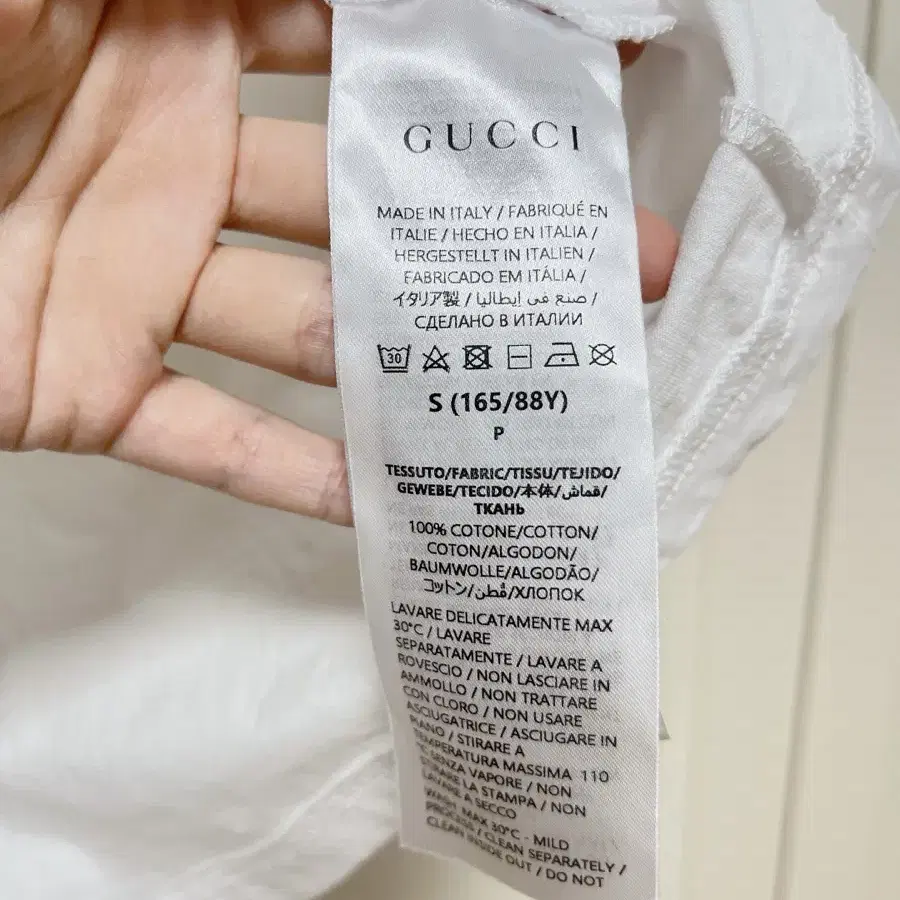 GUCCI
MADE IN ITALY / FABRIQUÉ EN
ITALIE / HECHO EN ITALIA /
HERGESTELLT IN ITALIEN /
FABRICADO EM ITÁLIA /
イタリア製 / صنع في إيطاليا /
СДЕЛАНО В ИТАЛИИ
30
S (165/88Y)
P
TESSUTO/FABRIC/TISSU/TEJIDO/
GEWEBE/TECIDO/本体/قماش/
ТКАНЬ
100% COTONE/COTTON/
COTON/ALGODON/
BAUMWOLLE/ALGODÃO/
コットン/قُطن/ХЛОПОК
LAVARE DELICATAMENTE MAX
30°C / LAVARE
SEPARATAMENTE / LAVARE A
ROVESCIO / NON LASCIARE IN
AMMOLLO / NON TRATTARE
CON CLORO / NON USARE
ASCIUGATRICE / ASCIUGARE IN
PIANO / STIRARE A
TEMPERATURA MASSIMA 110
°C SENZA VAPORE / NON
STIRARE LA STAMPA / NON
LAVARE A SECCO
WASH MAX 30°C - MILD
PROCESS / CLEAN SEPARATELY /
CLEAN INSIDE OUT / DO NOT